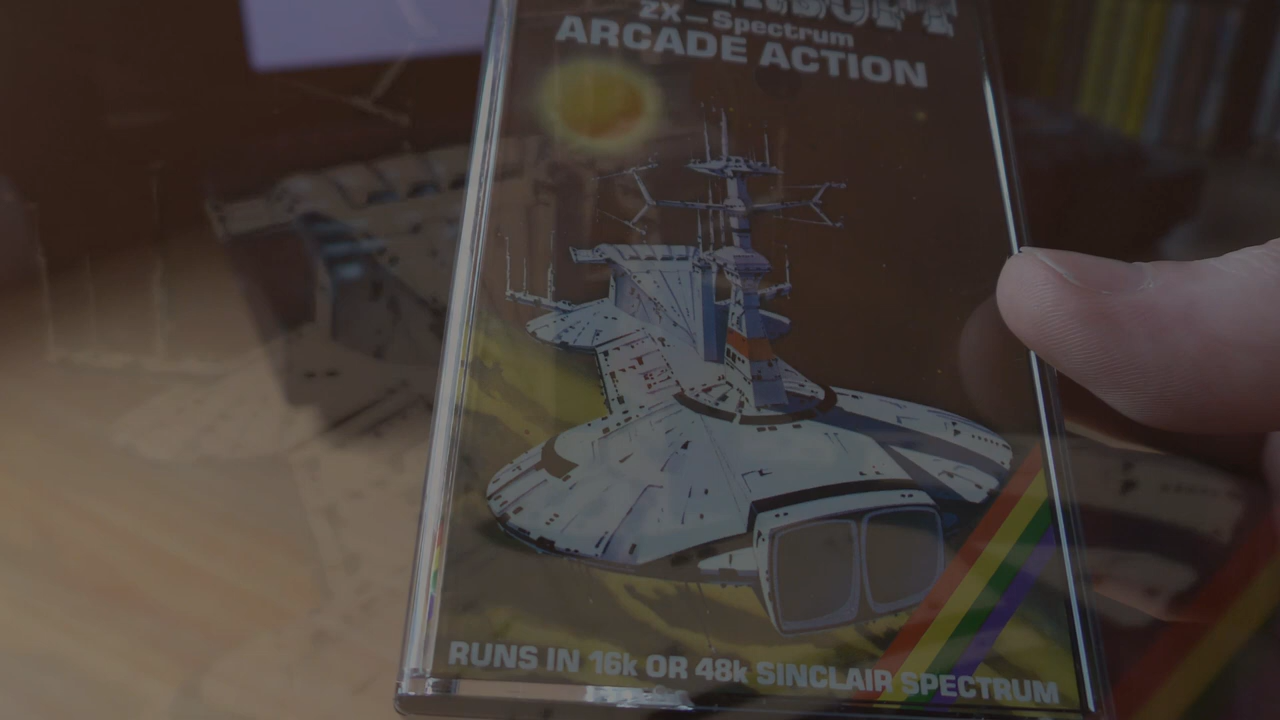 ZX-Spectrum
ARCADE ACTION
RUNS IN 16k OR 48k SINCLAIR SPECTRUM